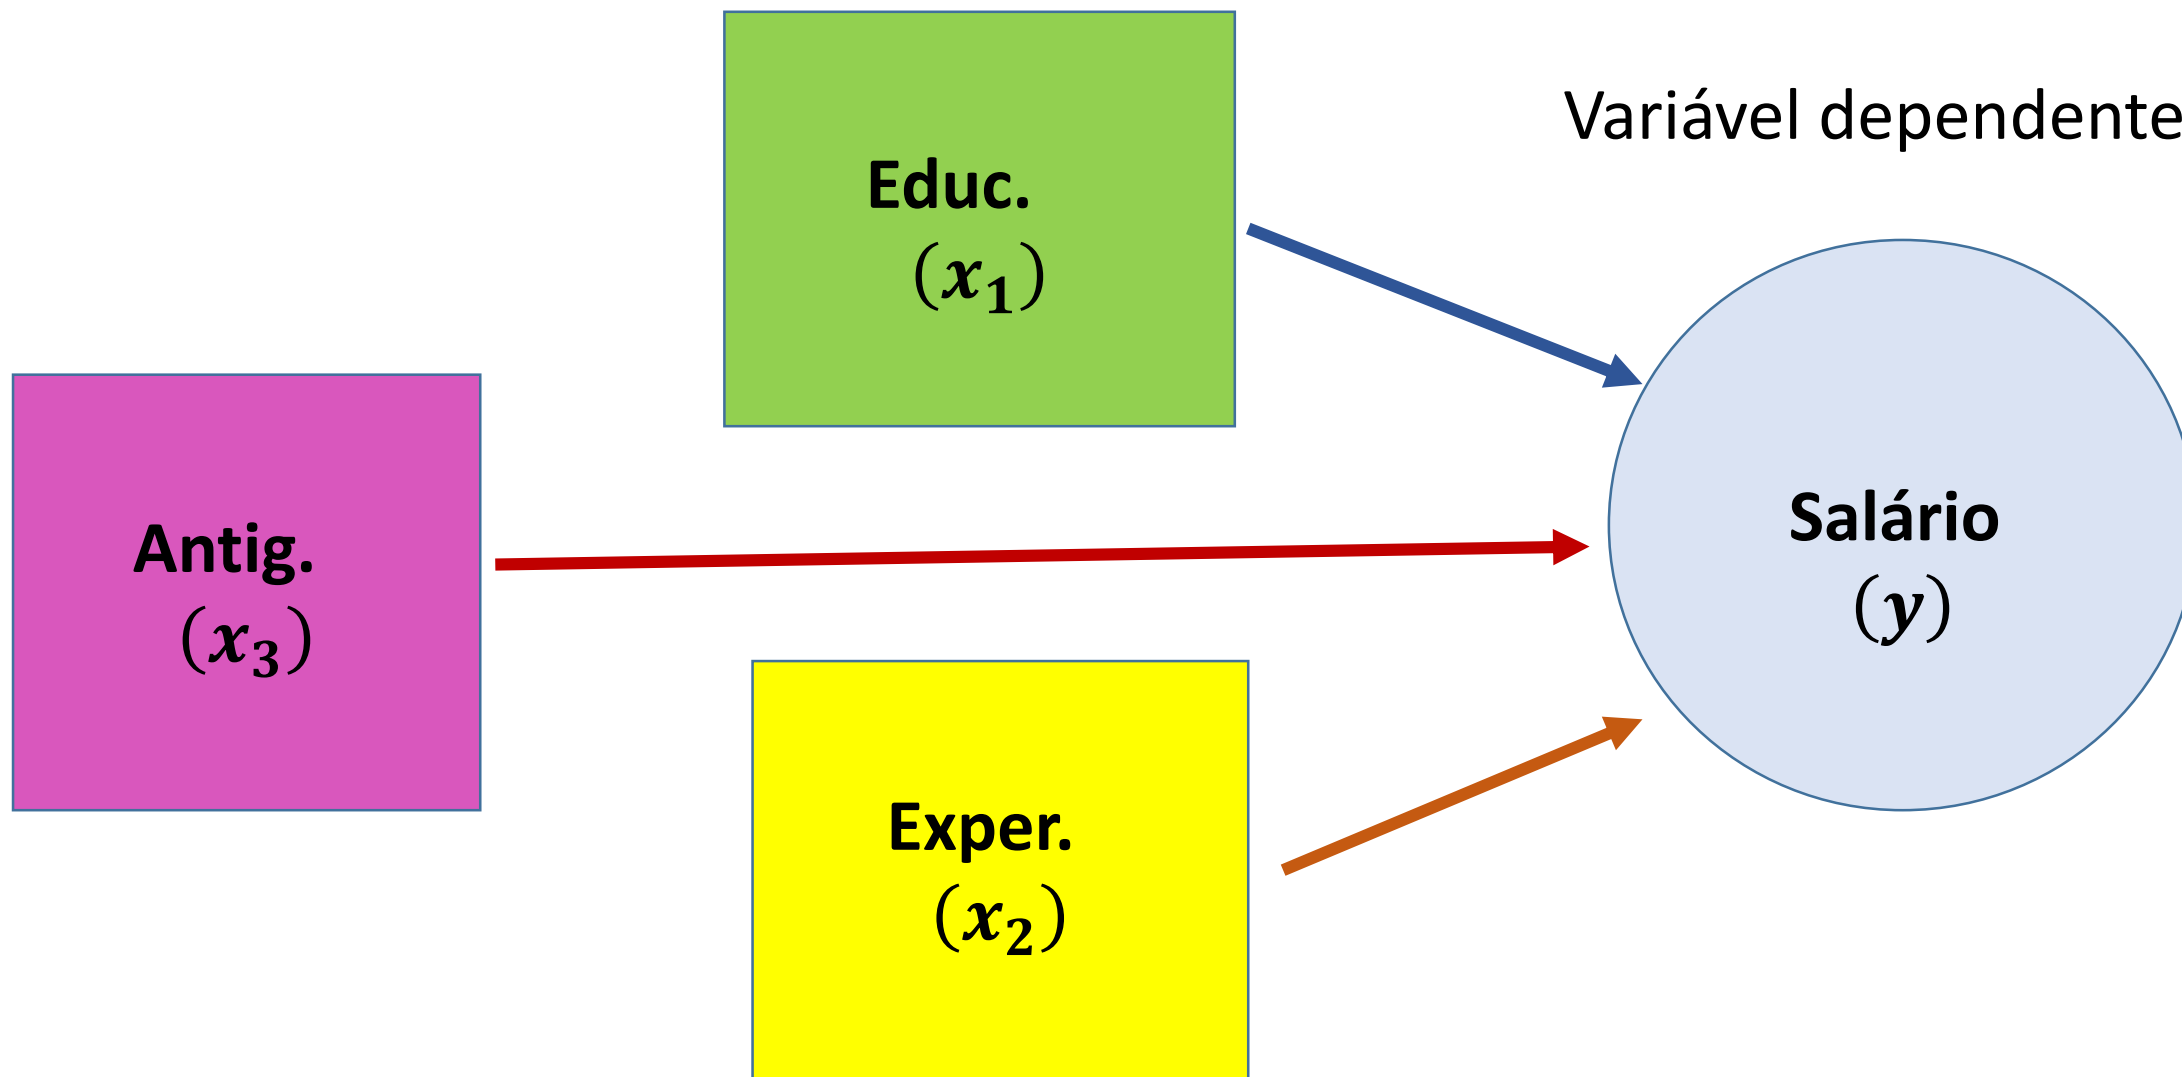 Variável dependente
Educ.
(x₁)
Salário
(y)
Antig.
(x₃)
Exper.
(x₂)